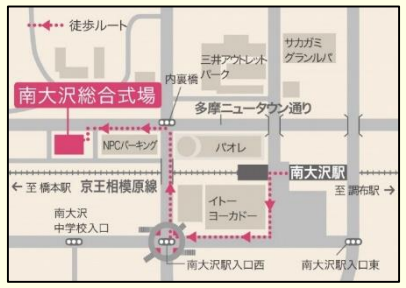 徒歩ルート
サカガミ
グランルパ
三井アウトレット
パーク
内裏橋
南大沢総合式場
多摩ニュータウン通り
NPCパーキング
パオレ
南大沢駅
← 至 橋本駅
京王相模原線
至 調布駅 →
イトー
ヨーカドー
南大沢
中学校入口
南大沢駅入口西
南大沢駅入口東